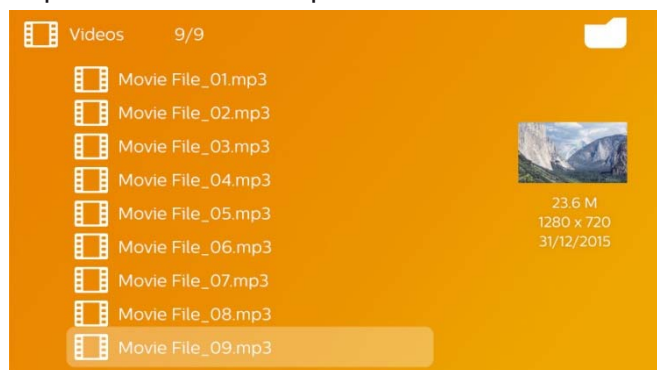 Videos 9/9
Movie File_01.mp3
Movie File_02.mp3
Movie File_03.mp3
Movie File_04.mp3
Movie File_05.mp3
Movie File_06.mp3
Movie File_07.mp3
Movie File_08.mp3
Movie File_09.mp3
23.6 M
1280 x 720
31/12/2015